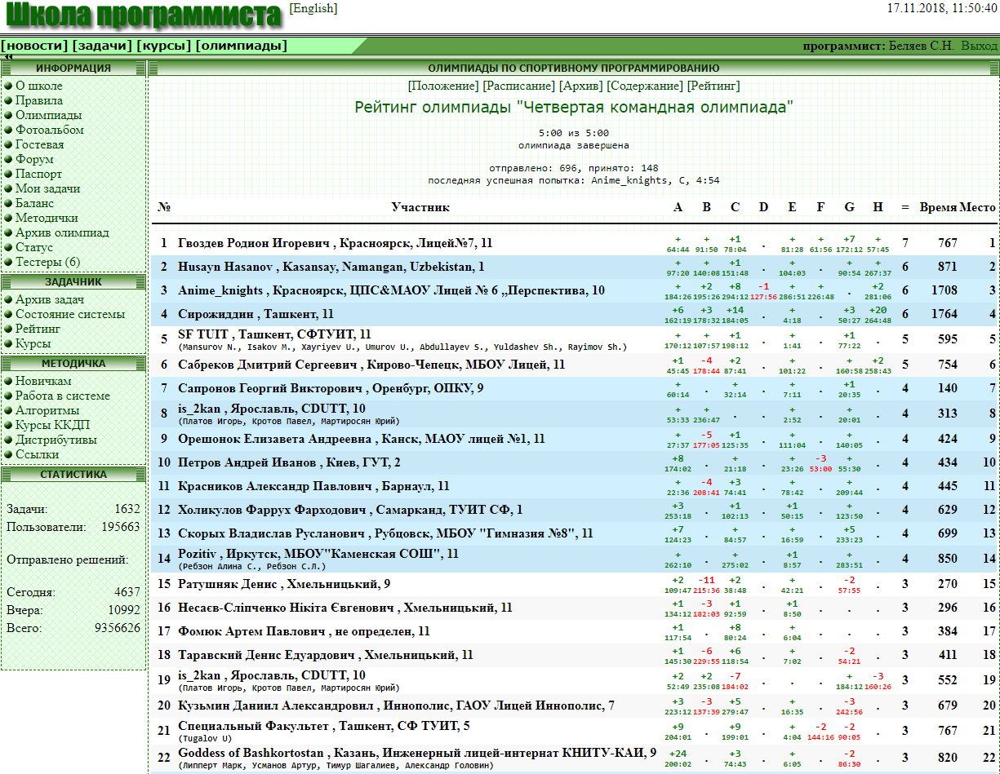 Школа программиста [English] 17.11.2018, 11:50:40
[новости] [задачи] [курсы] [олимпиады] программист: Беляев С.Н. Выход
ИНФОРМАЦИЯ
О школе
Правила
Олимпиады
Фотоальбом
Гостевая
Форум
Паспорт
Мои задачи
Баланс
Методички
Архив олимпиад
Статус
Тестеры (6)
ЗАДАЧНИК
Архив задач
Состояние системы
Рейтинг
Курсы
МЕТОДИЧКА
Новичкам
Работа в системе
Алгоритмы
Курсы ККДП
Дистрибутивы
Ссылки
СТАТИСТИКА
Задачи: 1632
Пользователи: 195663
Отправлено решений:
Сегодня: 4637
Вчера: 10992
Всего: 9356626
ОЛИМПИАДЫ ПО СПОРТИВНОМУ ПРОГРАММИРОВАНИЮ
[Положение] [Расписание] [Архив] [Содержание] [Рейтинг]
Рейтинг олимпиады "Четвертая командная олимпиада"
5:00 из 5:00
олимпиада завершена
отправлено: 696, принято: 148
последняя успешная попытка: Anime_knights, C, 4:54
№ Участник A B C D E F G H = Время Место
1 Гвоздев Родион Игоревич , Красноярск, Лицей№7, 11 + + +1 . + + +7 + 7 767 1
64:44 91:50 78:04 81:28 61:56 172:12 57:45
2 Husayn Hasanov , Kasansay, Namangan, Uzbekistan, 1 + + +1 . + . + + 6 871 2
97:20 140:08 151:48 104:03 90:54 267:37
3 Anime_knights , Красноярск, ЦПС&МАОУ Лицей № 6 ,,Перспектива, 10 + +2 +8 -1 + + . +2 6 1708 3
184:26 195:26 294:12 127:56 286:51 226:48 281:06
4 Сирожиддин , Ташкент, 11 +6 +3 +14 . + . +3 +20 6 1764 4
162:19 178:32 184:05 4:18 50:27 264:48
5 SF TUIT , Ташкент, СФТУИТ, 11 + + +1 . + . +1 . 5 595 5
(Mansurov N., Isakov M., Xayriyev U., Umurov U., Abdullayev S., Yuldashev Sh., Rayimov Sh.) 170:12 107:57 198:12 1:41 77:22
6 Сабреков Дмитрий Сергеевич , Кирово-Чепецк, МБОУ Лицей, 11 +1 -4 +2 . + . + +2 5 754 6
45:45 178:44 87:41 101:22 160:58 258:43
7 Сапронов Георгий Викторович , Оренбург, ОПКУ, 9 + . + . + . +1 . 4 140 7
60:14 32:14 7:11 20:35
8 is_2kan , Ярославль, CDUTT, 10 + + . . + . + . 4 313 8
(Платов Игорь, Кротов Павел, Мартиросян Юрий) 53:33 236:47 2:52 20:01
9 Орешонок Елизавета Андреевна , Канск, МАОУ лицей №1, 11 + -5 +1 . + . + . 4 424 9
27:37 177:05 125:35 111:04 140:05
10 Петров Андрей Иванов , Киев, ГУТ, 2 +8 . + . + -3 + . 4 434 10
174:02 21:18 23:26 53:00 55:30
11 Красников Александр Павлович , Барнаул, 11 + -4 +3 . + . + . 4 445 11
22:36 208:41 74:41 78:42 209:44
12 Холикулов Фаррух Фарходович , Самарканд, ТУИТ СФ, 1 +3 . +1 . +1 . + . 4 629 12
253:18 102:13 50:15 123:50
13 Скорых Владислав Русланович , Рубцовск, МБОУ "Гимназия №8", 11 +7 . + . + . +5 . 4 699 13
124:23 84:57 16:59 233:23
14 Pozitiv , Иркутск, МБОУ"Каменская СОШ", 11 + . + . +1 . + . 4 850 14
(Ребзон Алина С., Ребзон С.Л.) 262:10 275:02 8:57 283:51
15 Ратушняк Денис , Хмельницький, 9 +2 -11 +2 . + . -2 . 3 270 15
109:47 215:36 38:48 42:21 57:55
16 Несаєв-Сліпченко Нікіта Євгенович , Хмельницький, 11 +1 -3 +1 . +1 . . . 3 296 16
134:12 182:03 92:59 8:50
17 Фомюк Артем Павлович , не определен, 11 +1 . +8 . + . . . 3 384 17
117:54 80:24 6:04
18 Таравский Денис Едуардович , Хмельницький, 11 +1 -6 +6 . + . -2 . 3 411 18
145:30 229:55 118:54 7:02 54:21
19 is_2kan , Ярославль, CDUTT, 10 +2 +2 -7 . . . + -3 3 552 19
(Платов Игорь, Кротов Павел, Мартиросян Юрий) 52:49 235:08 184:02 184:12 160:26
20 Кузьмин Даниил Александровил , Иннополис, ГАОУ Лицей Иннополис, 7 +3 -3 +5 . + . -3 . 3 679 20
223:12 137:39 279:47 16:35 242:56
21 Специальный Факультет , Ташкент, СФ ТУИТ, 5 +9 . +9 . + -2 -2 . 3 767 21
(Tugalov U) 204:01 199:01 4:04 144:16 90:05
22 Goddess of Bashkortostan , Казань, Инженерный лицей-интернат КНИТУ-КАИ, 9 +24 . +3 . + . -2 . 3 820 22
(Липперт Марк, Усманов Артур, Тимур Шагалиев, Александр Головин) 200:02 74:43 6:05 86:30